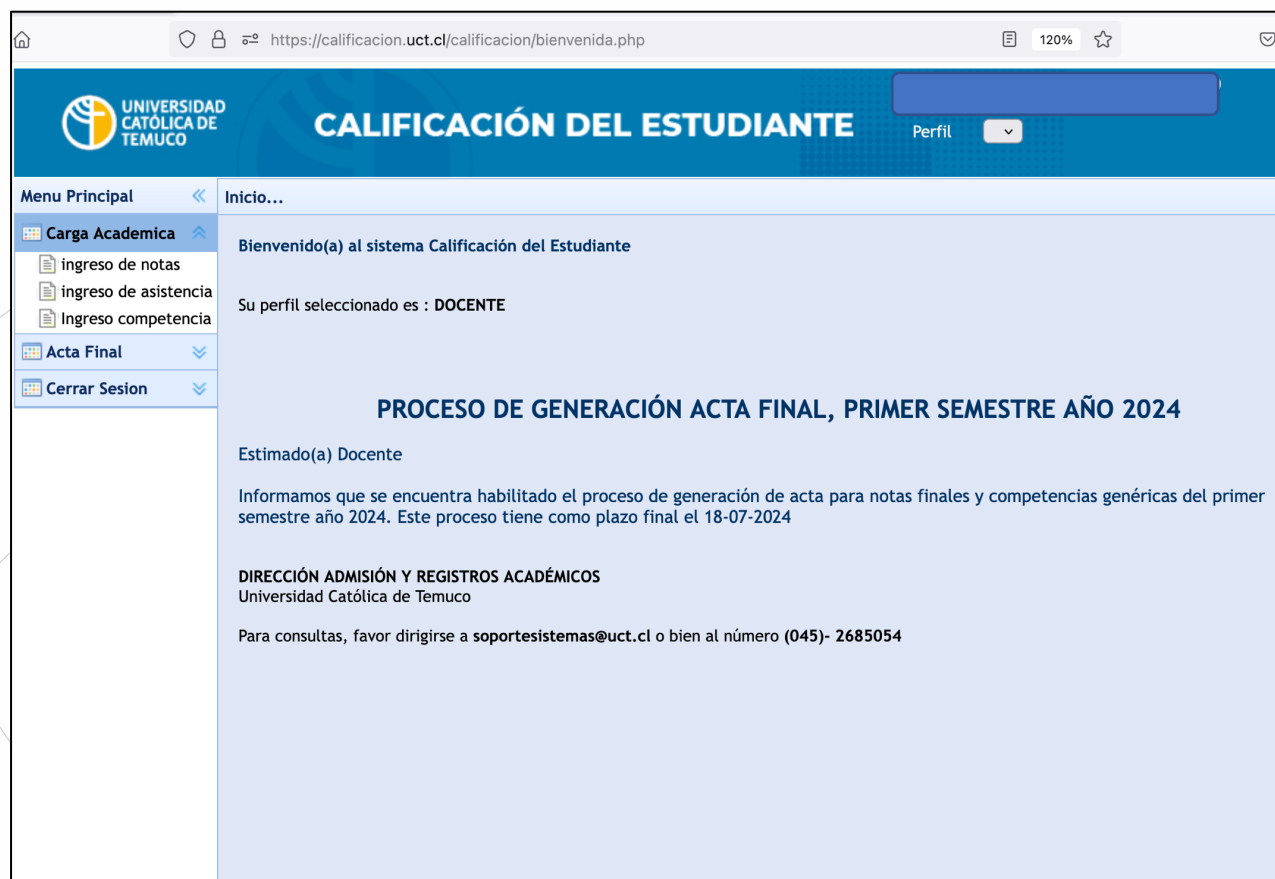 https://calificacion.uct.cl/calificacion/bienvenida.php
120%
UNIVERSIDAD
CATÓLICA DE
TEMUCO
CALIFICACIÓN DEL ESTUDIANTE
Perfil
Menu Principal
Inicio...
Carga Academica
ingreso de notas
ingreso de asistencia
Ingreso competencia
Acta Final
Cerrar Sesion
Bienvenido(a) al sistema Calificación del Estudiante
Su perfil seleccionado es : DOCENTE
PROCESO DE GENERACIÓN ACTA FINAL, PRIMER SEMESTRE AÑO 2024
Estimado(a) Docente
Informamos que se encuentra habilitado el proceso de generación de acta para notas finales y competencias genéricas del primer
semestre año 2024. Este proceso tiene como plazo final el 18-07-2024
DIRECCIÓN ADMISIÓN Y REGISTROS ACADÉMICOS
Universidad Católica de Temuco
Para consultas, favor dirigirse a soportesistemas@uct.cl o bien al número (045)- 2685054